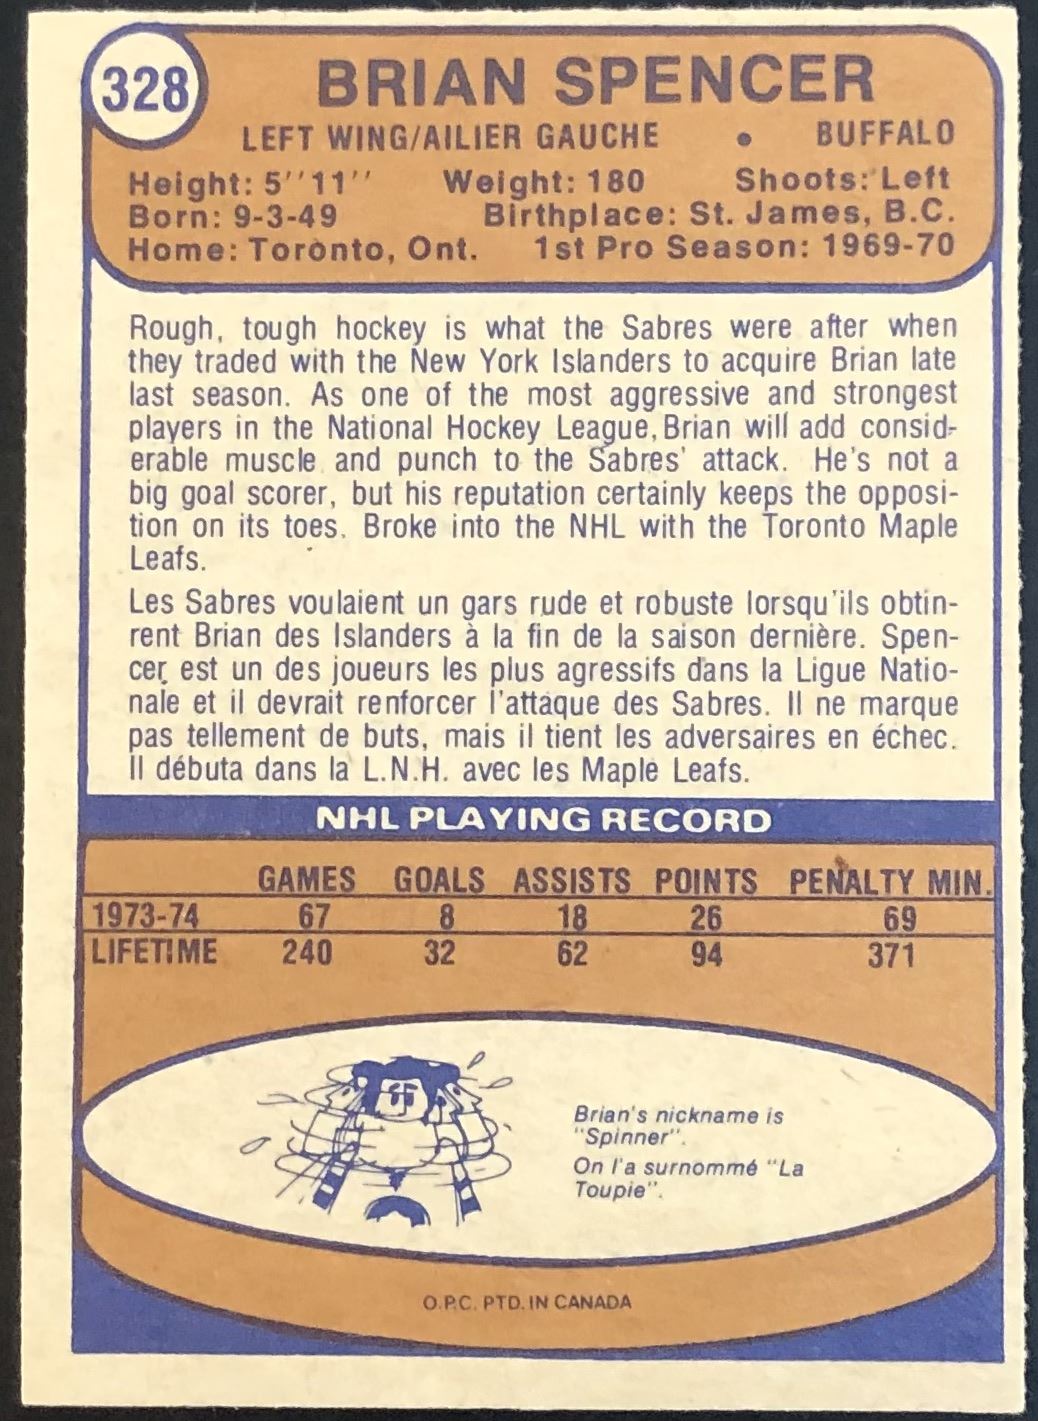 328
BRIAN SPENCER
LEFT WING/AILIER GAUCHE • BUFFALO
Height: 5''11'' Weight: 180 Shoots: Left
Born: 9-3-49 Birthplace: St. James, B.C.
Home: Toronto, Ont. 1st Pro Season: 1969-70
Rough, tough hockey is what the Sabres were after when
they traded with the New York Islanders to acquire Brian late
last season. As one of the most aggressive and strongest
players in the National Hockey League, Brian will add consid-
erable muscle and punch to the Sabres' attack. He's not a
big goal scorer, but his reputation certainly keeps the opposi-
tion on its toes. Broke into the NHL with the Toronto Maple
Leafs.
Les Sabres voulaient un gars rude et robuste lorsqu'ils obtin-
rent Brian des Islanders à la fin de la saison dernière. Spen-
cer est un des joueurs les plus agressifs dans la Ligue Natio-
nale et il devrait renforcer l'attaque des Sabres. Il ne marque
pas tellement de buts, mais il tient les adversaires en échec.
Il débuta dans la L.N.H. avec les Maple Leafs.
NHL PLAYING RECORD
GAMES GOALS ASSISTS POINTS PENALTY MIN.
1973-74 67 8 18 26 69
LIFETIME 240 32 62 94 371
Brian's nickname is
"Spinner".
On l'a surnommé "La
Toupie".
O.P.C. PTD. IN CANADA